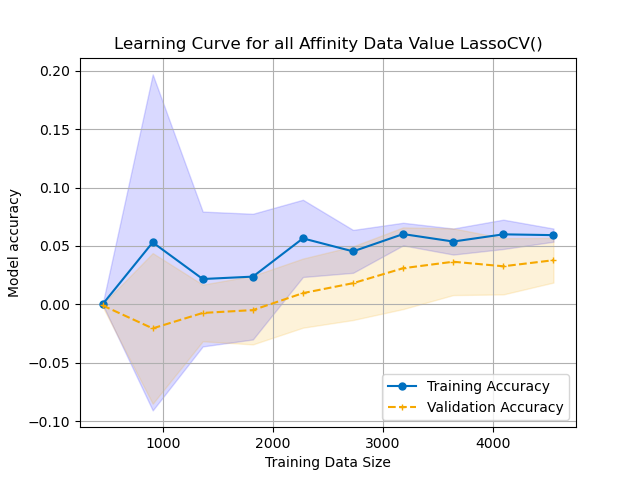 Learning Curve for all Affinity Data Value LassoCV()
Model accuracy
0.20
0.15
0.10
0.05
0.00
−0.05
−0.10
1000
2000
3000
4000
Training Data Size
Training Accuracy
Validation Accuracy